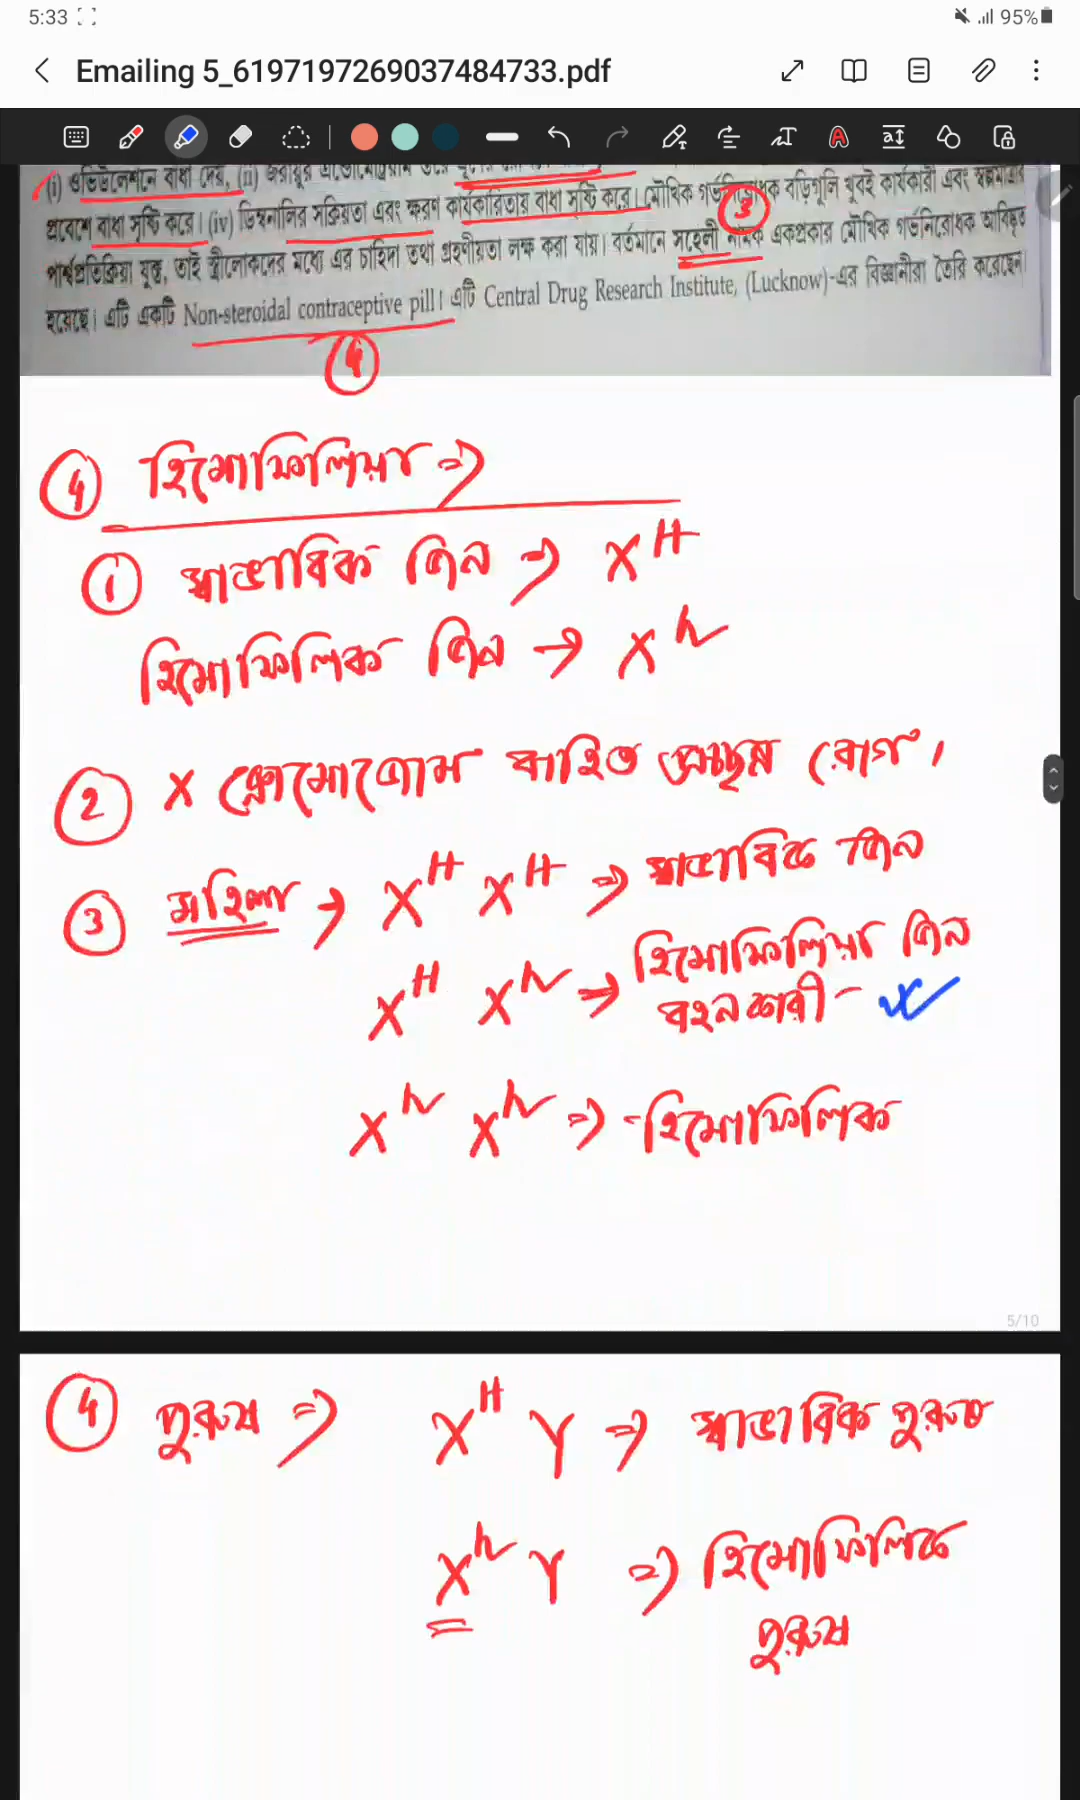 5:33
95%
Emailing 5_6197197269037484733.pdf
(i) ওভিউলেশনে বাধা দেয়, (ii) জরায়ুর
প্রবেশে বাধা সৃষ্টি করে। (iv) ডিম্বনালির সক্রিয়তা এবং ক্ষরণ কার্যকারিতায় বাধা সৃষ্টি করে। মৌখিক গর্ভনিরোধক বড়িগুলি খুবই কার্যকারী এবং স্বল্পমাত্রায়
3
পার্শ্বপ্রতিক্রিয়া যুক্ত, তাই স্ত্রীলোকদের মধ্যে এর চাহিদা তথা গ্রহণীয়তা লক্ষ করা যায়। বর্তমানে সহেলী নামক একপ্রকার মৌখিক গর্ভনিরোধক আবিষ্কৃত
হয়েছে। এটি একটি Non-steroidal contraceptive pill। এটি Central Drug Research Institute, (Lucknow)-এর বিজ্ঞানীরা তৈরি করেছেন।
4 হিমোফিলিয়া ⇒
1 স্বাভাবিক জিন ⇒ X^H
হিমোফিলিক জিন → X^h
2 X ক্রোমোজোম বাহিত প্রচ্ছন্ন রোগ।
3 মহিলা → X^H X^H ⇒ স্বাভাবিক জিন
X^H X^h ⇒ হিমোফিলিয়া জিন
বহনকারী -
X^h X^h ⇒ হিমোফিলিক
5/10
4 পুরুষ ⇒ X^H Y ⇒ স্বাভাবিক পুরুষ
X^h Y ⇒ হিমোফিলিক
পুরুষ